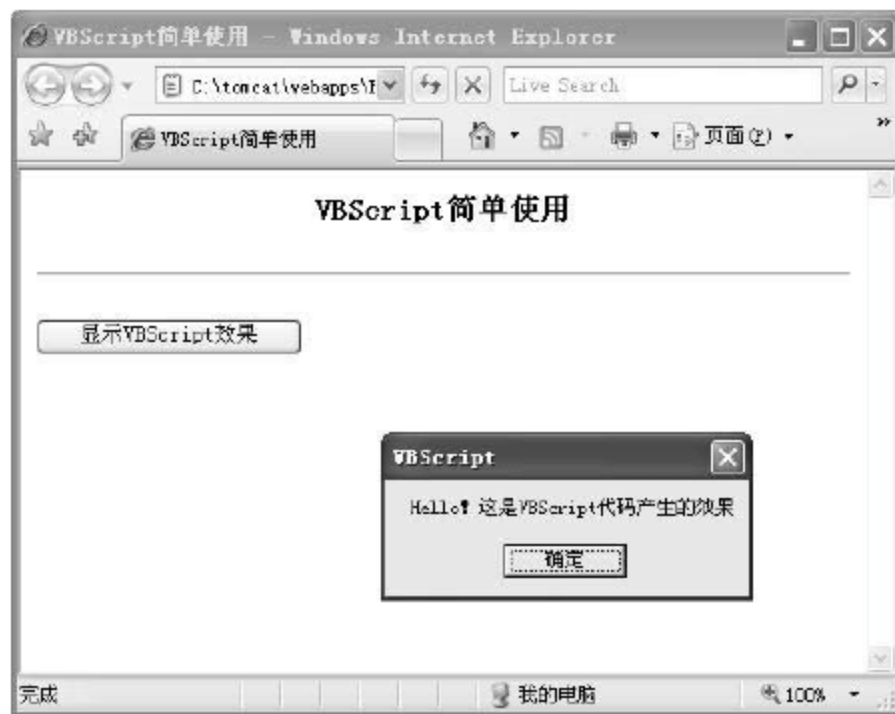 VBScript简单使用 - Windows Internet Explorer
C:\tomcat\webapps\
Live Search
VBScript简单使用
页面(P)
VBScript简单使用
显示VBScript效果
VBScript
Hello! 这是VBScript代码产生的效果
确定
完成
我的电脑
100%